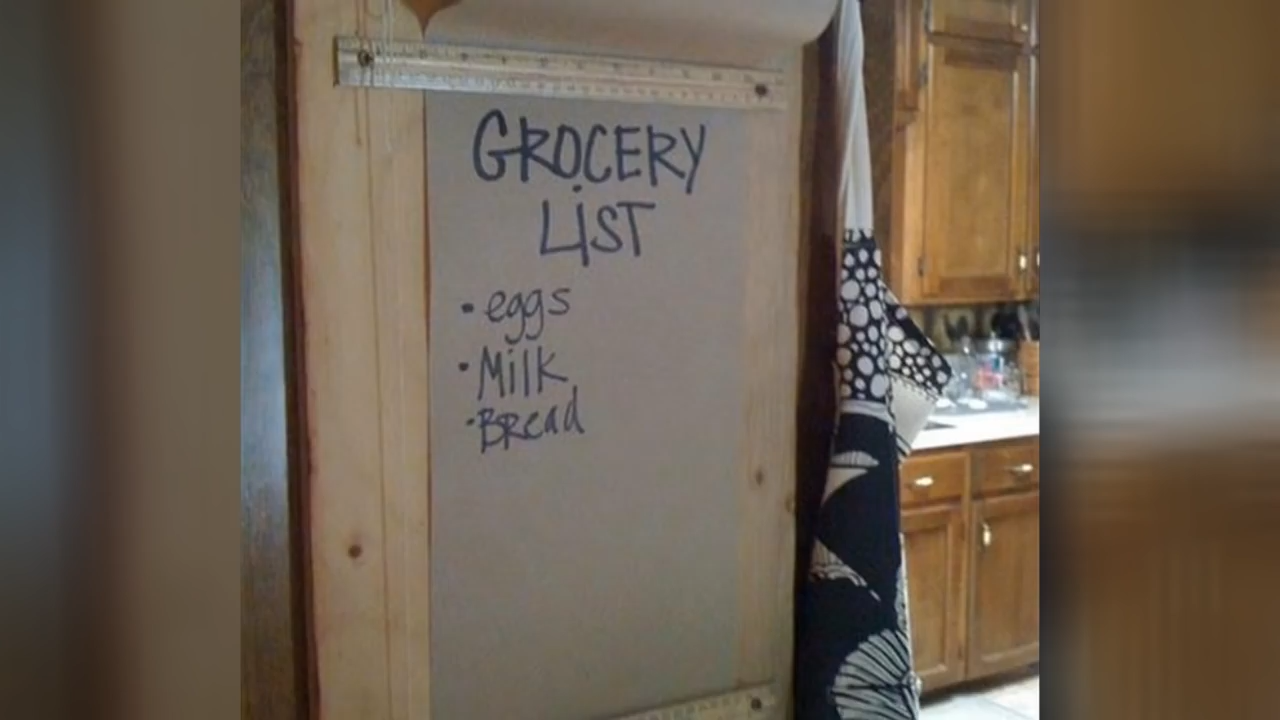 GROCERY
LIST
• eggs
• Milk
• Bread